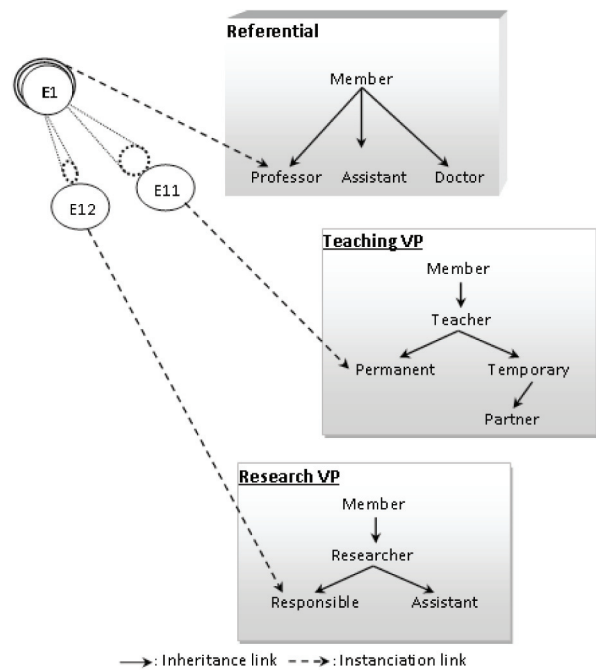 Referential
Member
Professor Assistant Doctor
E1
E11
E12
Teaching VP
Member
Teacher
Permanent Temporary
Partner
Research VP
Member
Researcher
Responsible Assistant
: Inheritance link : Instanciation link